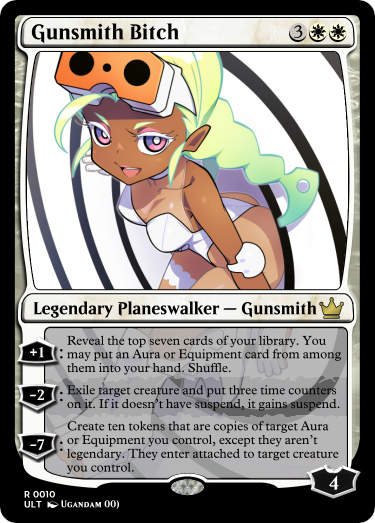 Gunsmith Bitch 3
Legendary Planeswalker — Gunsmith
+1: Reveal the top seven cards of your library. You
may put an Aura or Equipment card from among
them into your hand. Shuffle.
-2: Exile target creature and put three time counters
on it. If it doesn't have suspend, it gains suspend.
-7: Create ten tokens that are copies of target Aura
or Equipment you control, except they aren't
legendary. They enter attached to target creature
you control.
4
R 0010
ULT UGANDAM 00)